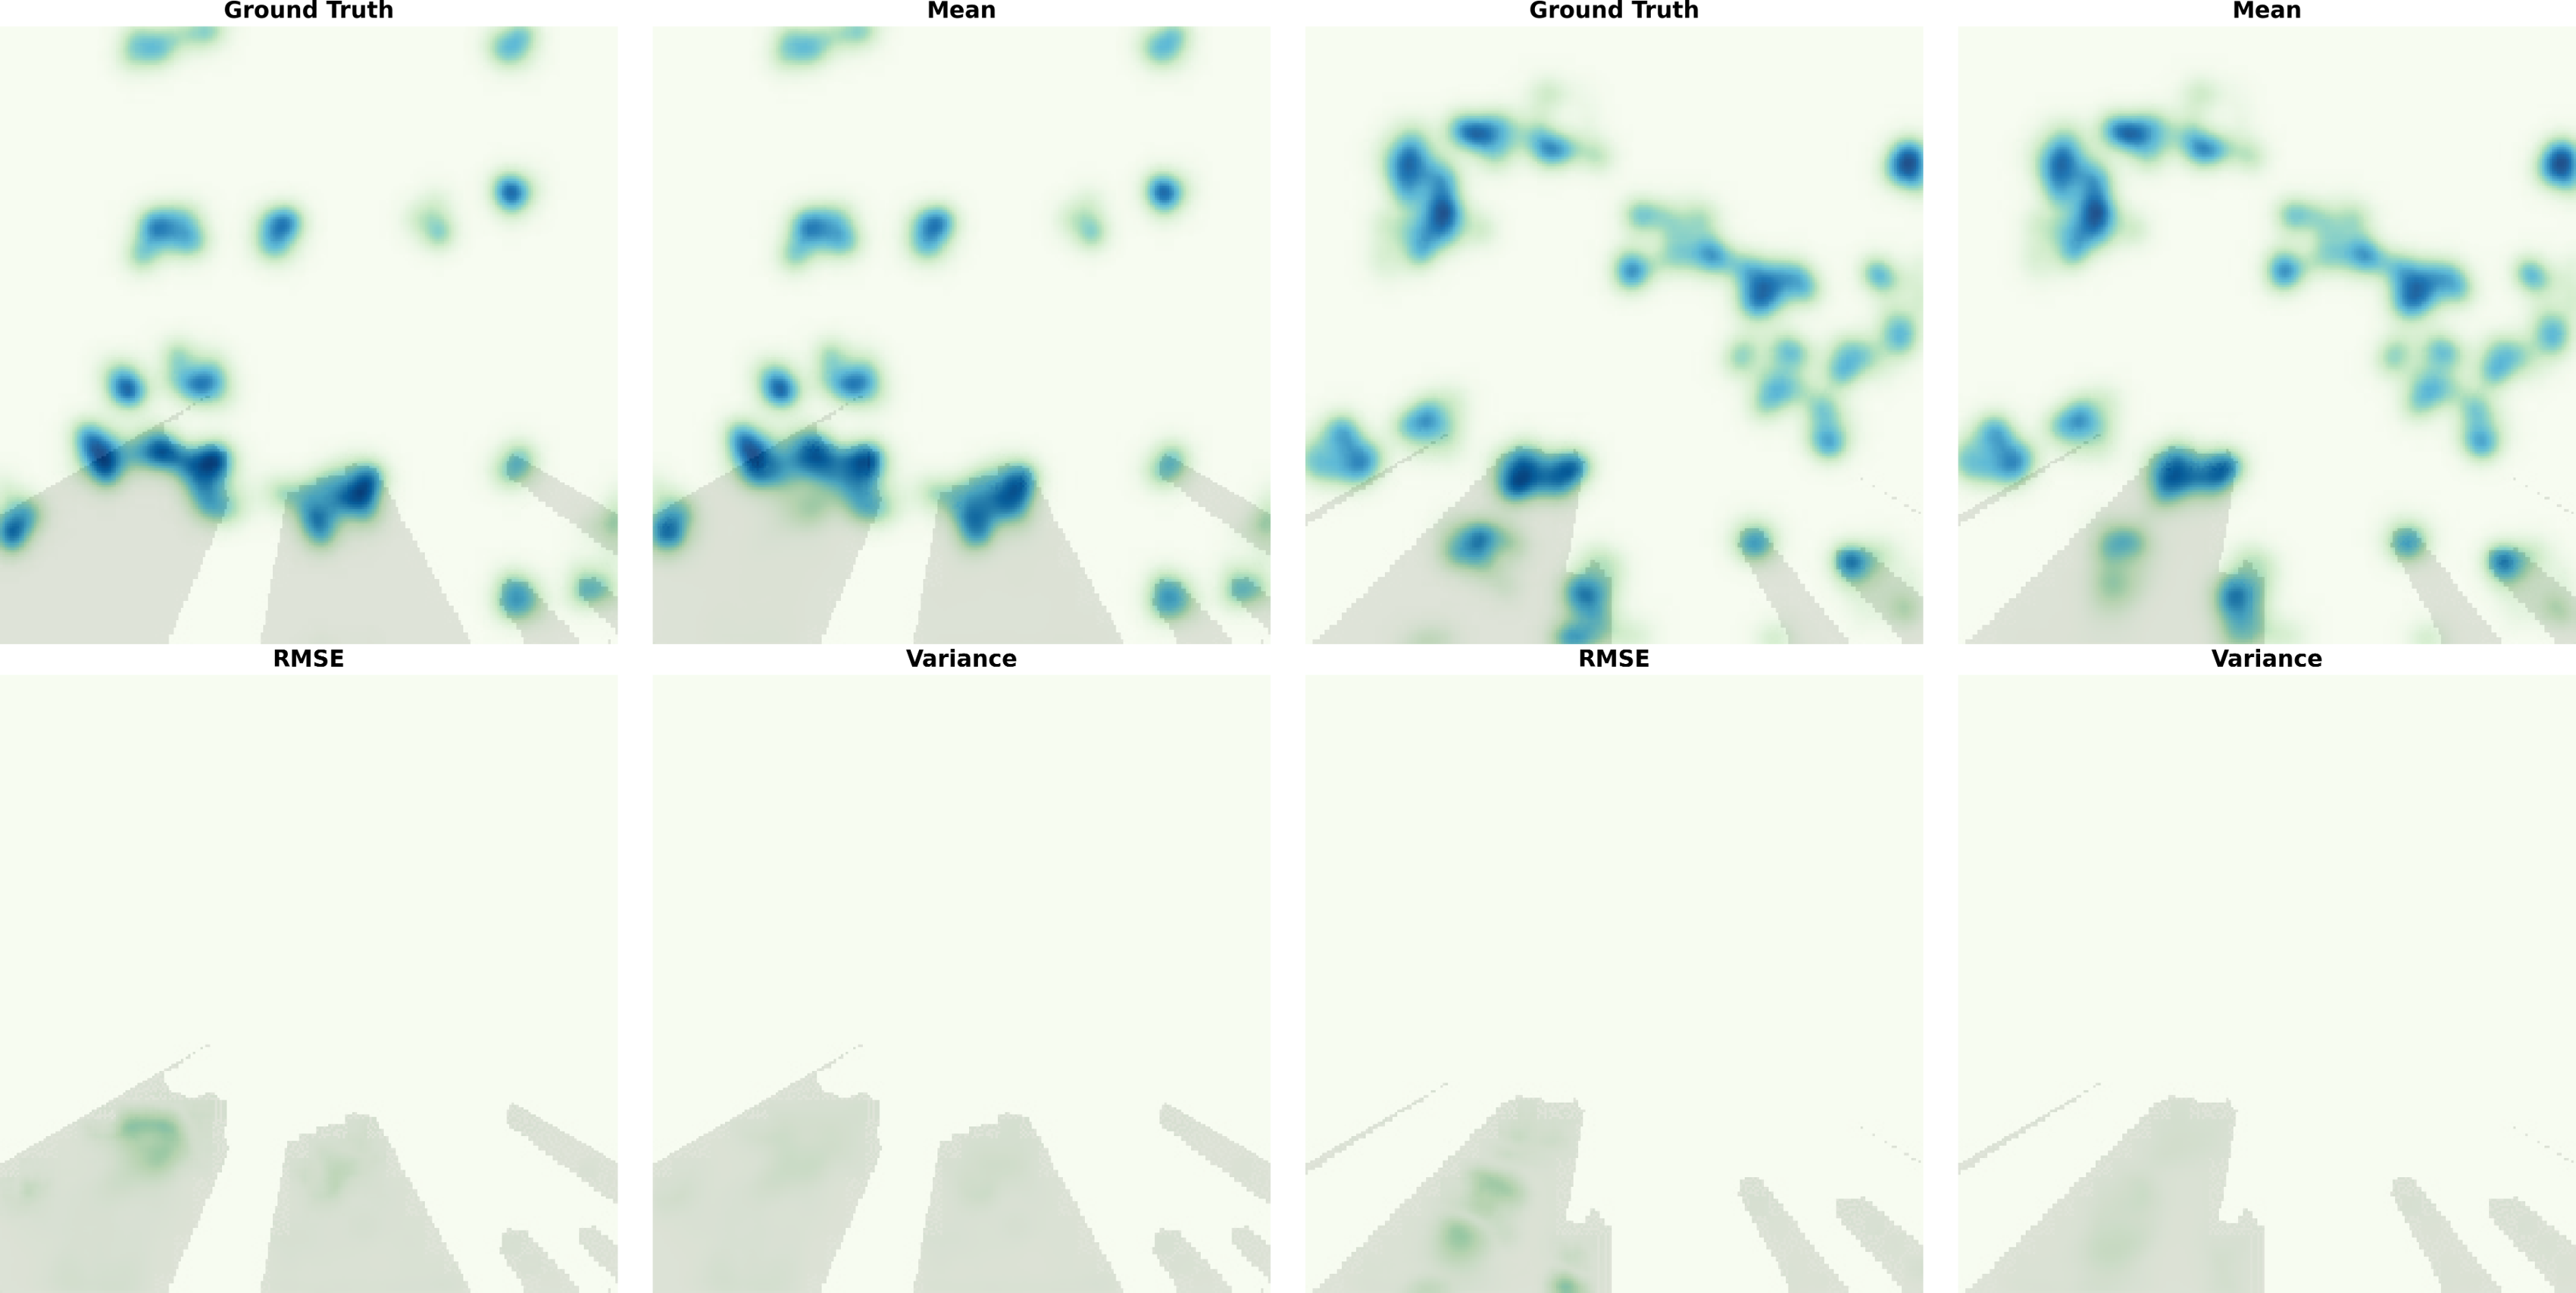 Ground Truth
Mean
Ground Truth
Mean
RMSE
Variance
RMSE
Variance